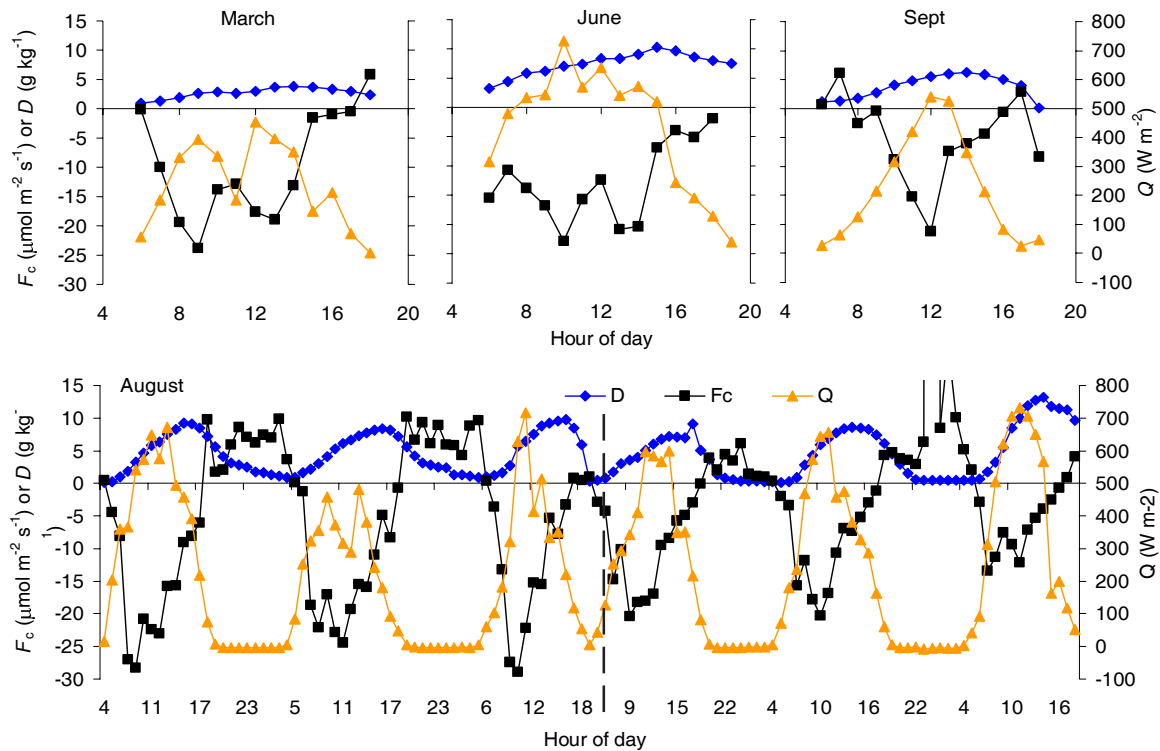 March
June
Sept
15
10
5
0
-5
-10
-15
-20
-25
-30
Fc (μmol m-2 s-1) or D (g kg-1)
800
700
600
500
400
300
200
100
0
-100
Q (W m-2)
4 8 12 16 20
4 8 12 16 20
4 8 12 16 20
Hour of day
August
D Fc Q
15
10
5
0
-5
-10
-15
-20
-25
-30
Fc (μmol m-2 s-1) or D (g kg-
1)
800
700
600
500
400
300
200
100
0
-100
Q (W m-2)
4 11 17 23 5 11 17 23 6 12 18 9 15 22 4 10 16 22 4 10 16
Hour of day